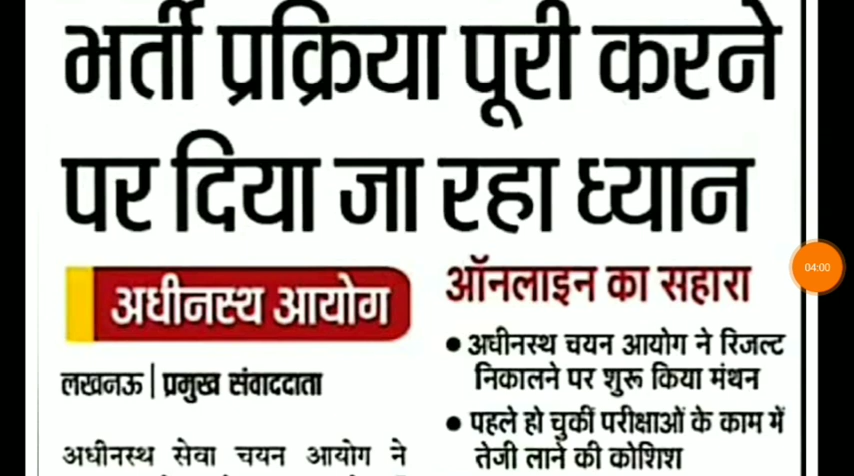 भर्ती प्रक्रिया पूरी करने
पर दिया जा रहा ध्यान
अधीनस्थ आयोग
लखनऊ | प्रमुख संवाददाता
अधीनस्थ सेवा चयन आयोग ने
ऑनलाइन का सहारा
● अधीनस्थ चयन आयोग ने रिजल्ट
निकालने पर शुरू किया मंथन
● पहले हो चुकीं परीक्षाओं के काम में
तेजी लाने की कोशिश
04:00